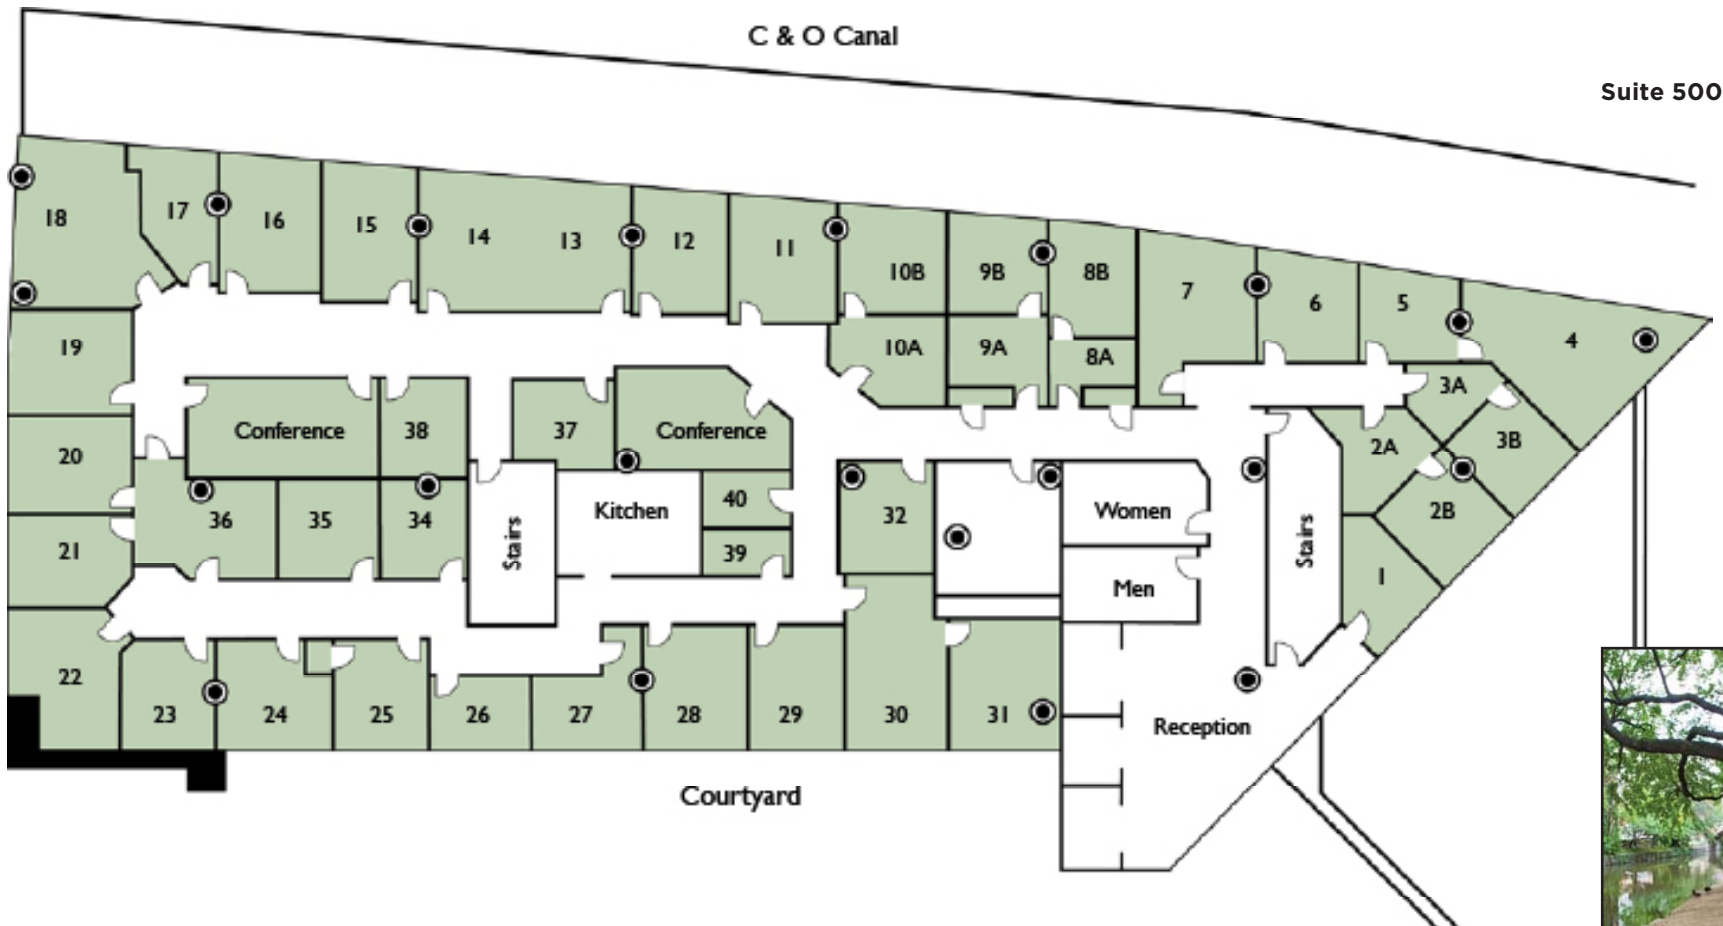 C & O Canal
Suite 500
18
17
16
15
14
13
12
11
10B
9B
8B
7
6
5
4
19
10A
9A
8A
3A
Conference
38
37
Conference
2A
3B
20
36
35
34
Stairs
Kitchen
40
39
32
Women
Men
Stairs
2B
1
21
22
23
24
25
26
27
28
29
30
31
Reception
Courtyard